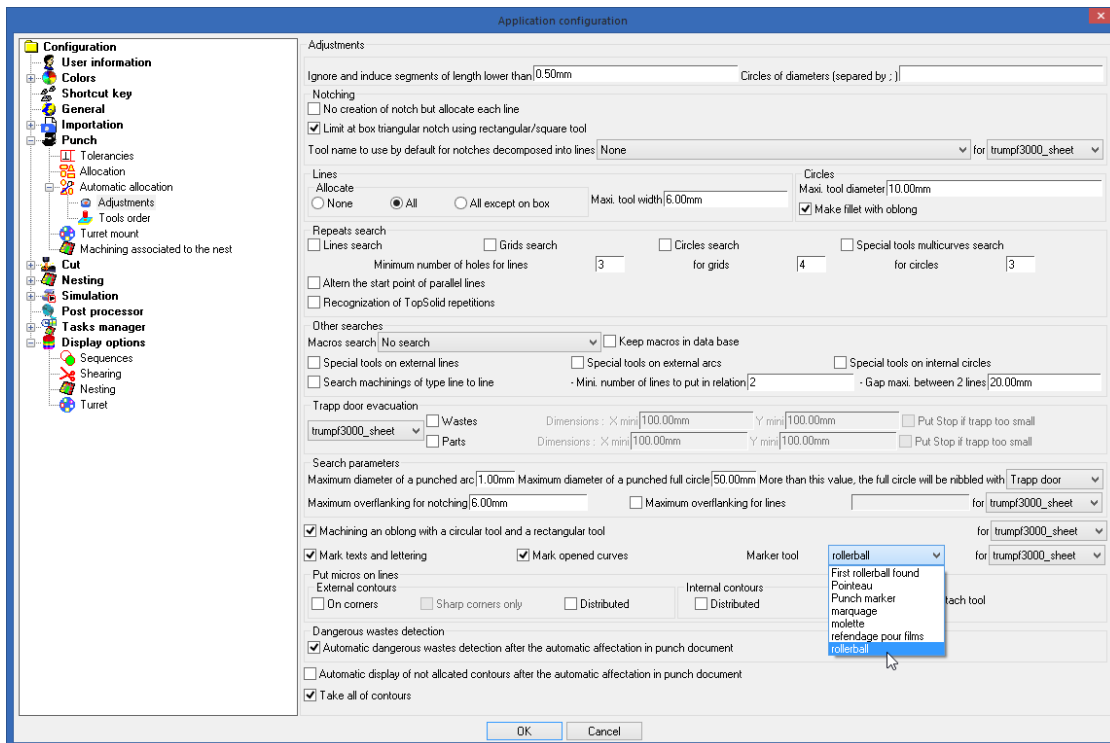 Application configuration
Configuration
User information
Colors
Shortcut key
General
Importation
Punch
Tolerancies
Allocation
Automatic allocation
Adjustments
Tools order
Turret mount
Machining associated to the nest
Cut
Nesting
Simulation
Post processor
Tasks manager
Display options
Sequences
Shearing
Nesting
Turret
Adjustments
Ignore and induce segments of length lower than 0.50mm Circles of diameters (separed by ; )
Notching
No creation of notch but allocate each line
Limit at box triangular notch using rectangular/square tool
Tool name to use by default for notches decomposed into lines None for trumpf3000_sheet
Lines
Allocate
None All All except on box Maxi. tool width 6.00mm
Circles
Maxi. tool diameter 10.00mm
Make fillet with oblong
Repeats search
Lines search Grids search Circles search Special tools multicurves search
Minimum number of holes for lines 3 for grids 4 for circles 3
Altern the start point of parallel lines
Recognization of TopSolid repetitions
Other searches
Macros search No search Keep macros in data base
Special tools on external lines Special tools on external arcs Special tools on internal circles
Search machinings of type line to line - Mini. number of lines to put in relation 2 - Gap maxi. between 2 lines 20.00mm
Trapp door evacuation
trumpf3000_sheet
Wastes Dimensions : X mini 100.00mm Y mini 100.00mm Put Stop if trapp too small
Parts Dimensions : X mini 100.00mm Y mini 100.00mm Put Stop if trapp too small
Search parameters
Maximum diameter of a punched arc 1.00mm Maximum diameter of a punched full circle 50.00mm More than this value, the full circle will be nibbled with Trapp door
Maximum overflanking for notching 6.00mm Maximum overflanking for lines for trumpf3000_sheet
Machining an oblong with a circular tool and a rectangular tool for trumpf3000_sheet
Mark texts and lettering Mark opened curves Marker tool rollerball for trumpf3000_sheet
First rollerball found
Pointeau
Punch marker
marquage
molette
refendage pour films
rollerball
Put micros on lines
External contours
On corners Sharp corners only Distributed
Internal contours
Distributed tool
Dangerous wastes detection
Automatic dangerous wastes detection after the automatic affectation in punch document
Automatic display of not allcated contours after the automatic affectation in punch document
Take all of contours
OK Cancel